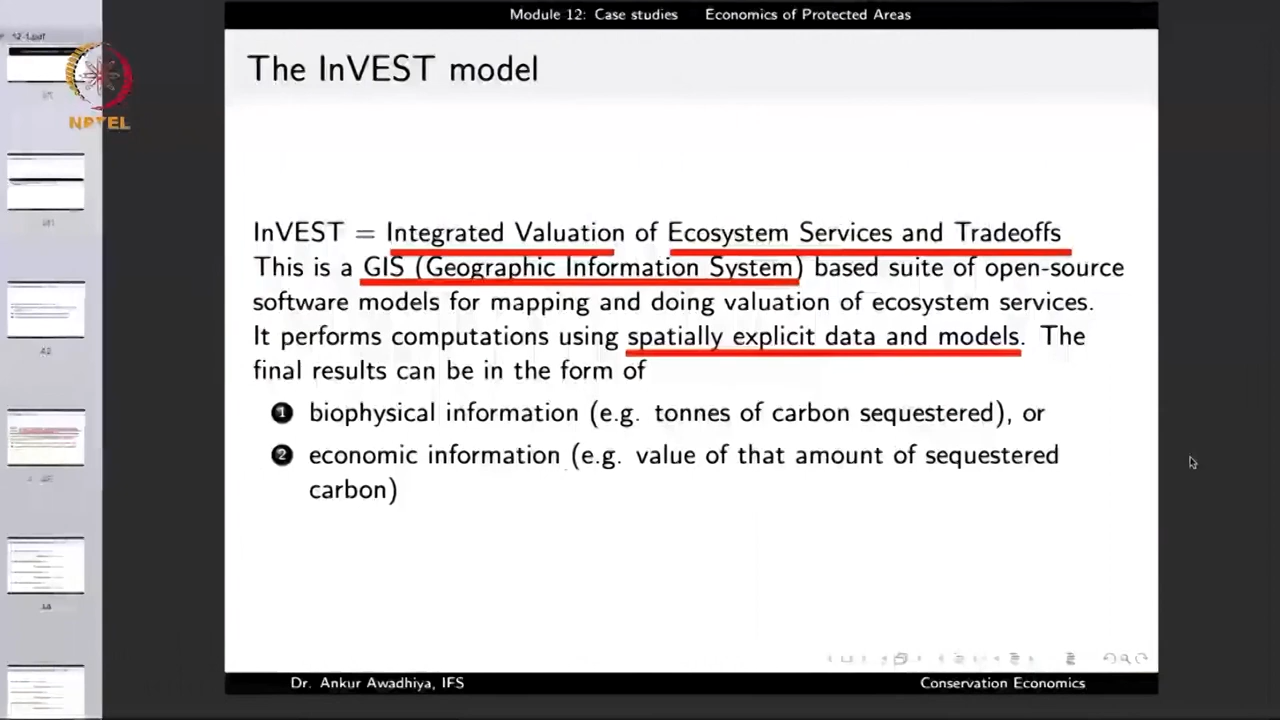 Module 12: Case studies Economics of Protected Areas
12-1.pdf
NPTEL
The InVEST model
InVEST = Integrated Valuation of Ecosystem Services and Tradeoffs
This is a GIS (Geographic Information System) based suite of open-source
software models for mapping and doing valuation of ecosystem services.
It performs computations using spatially explicit data and models. The
final results can be in the form of
1 biophysical information (e.g. tonnes of carbon sequestered), or
2 economic information (e.g. value of that amount of sequestered
carbon)
Dr. Ankur Awadhiya, IFS Conservation Economics